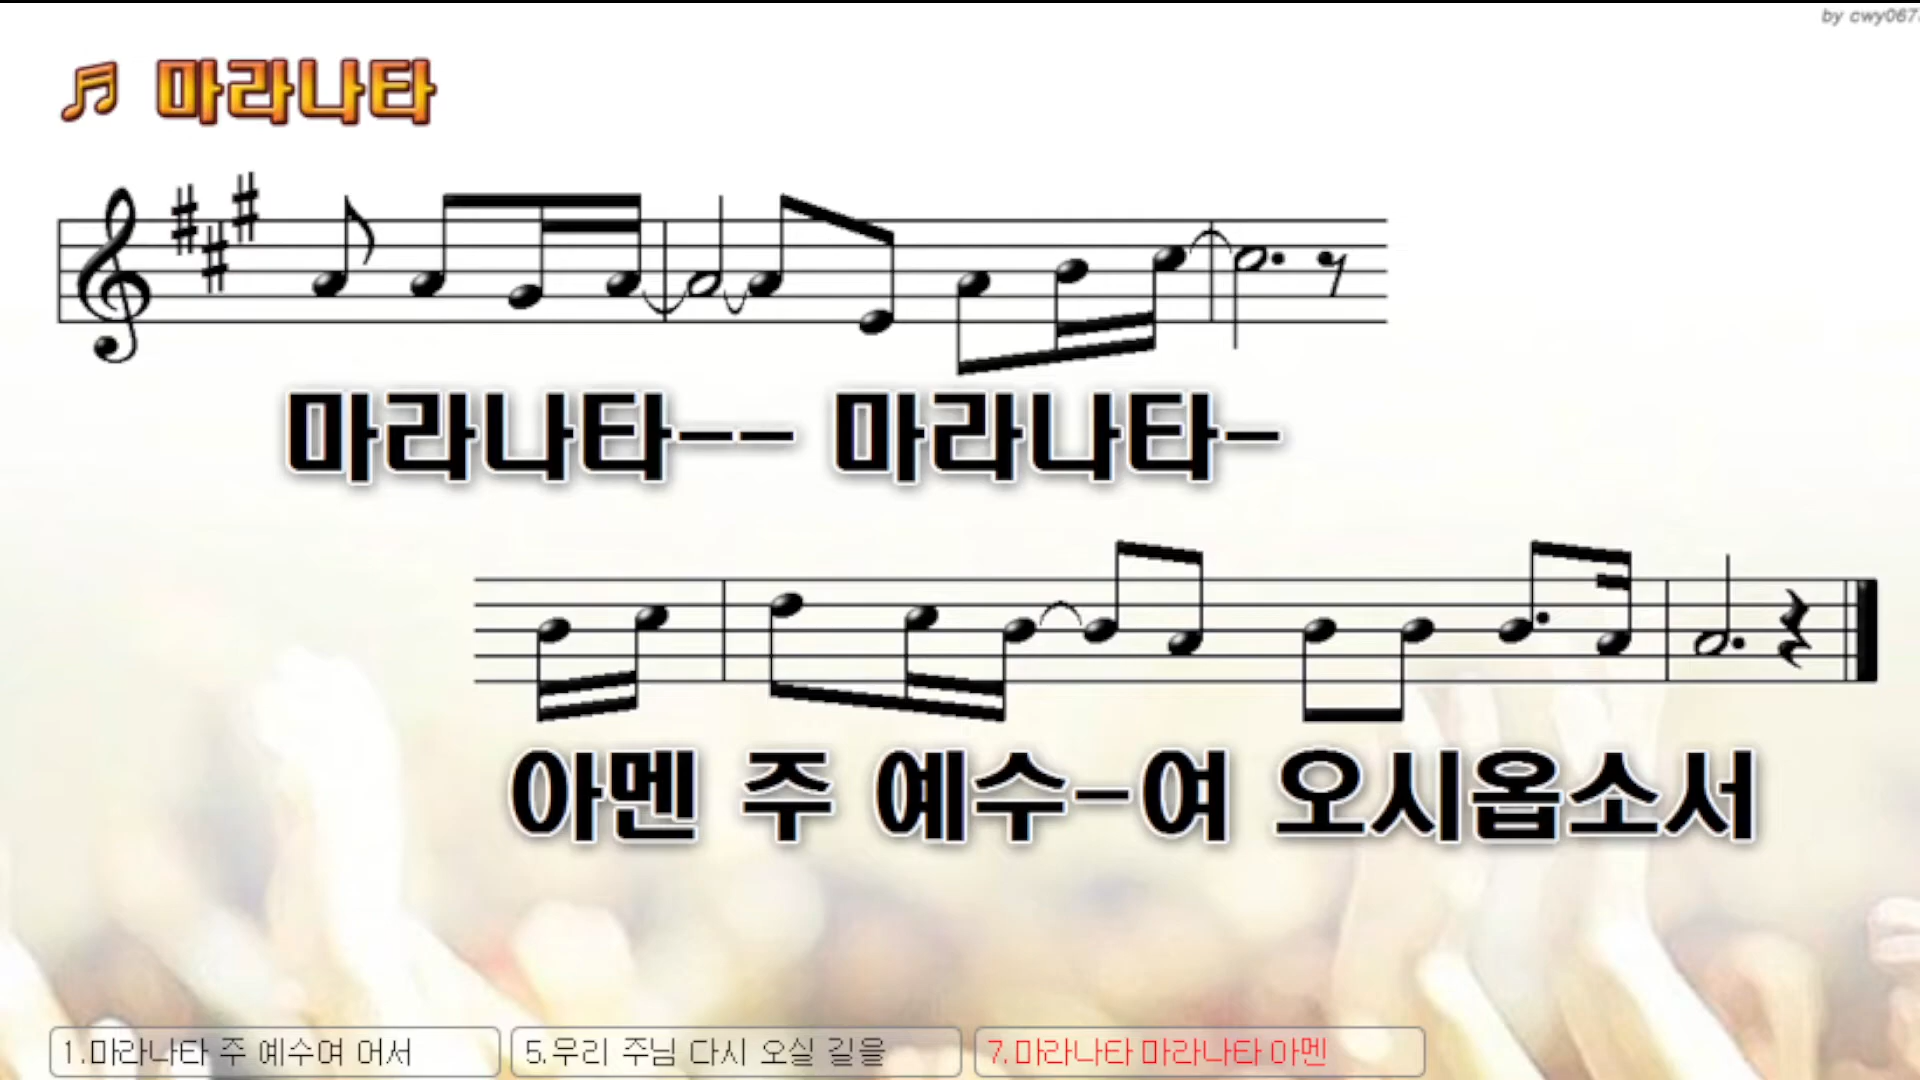 by cwy067
♬ 마라나타
마라나타-- 마라나타-
아멘 주 예수-여 오시옵소서
1.마라나타 주 예수여 어서
5.우리 주님 다시 오실 길을
7.마라나타 마라나타 아멘